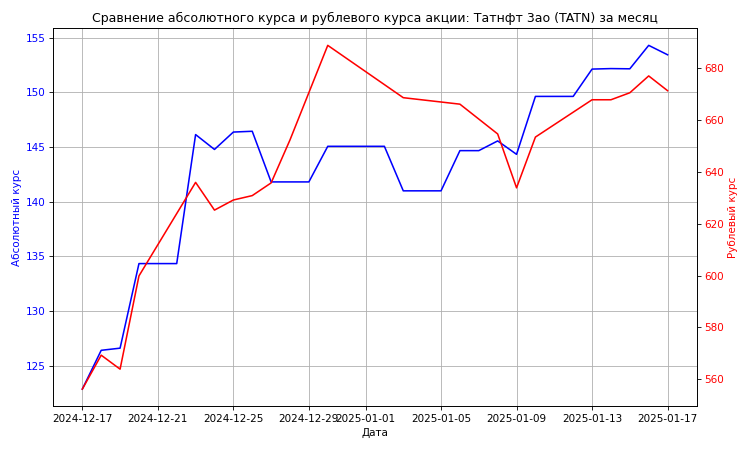 Сравнение абсолютного курса и рублевого курса акции: Татнфт 3ао (TATN) за месяц
155
150
145
140
135
130
125
Абсолютный курс
680
660
640
620
600
580
560
Рублевый курс
2024-12-17 2024-12-21 2024-12-25 2024-12-29 2025-01-01 2025-01-05 2025-01-09 2025-01-13 2025-01-17
Дата